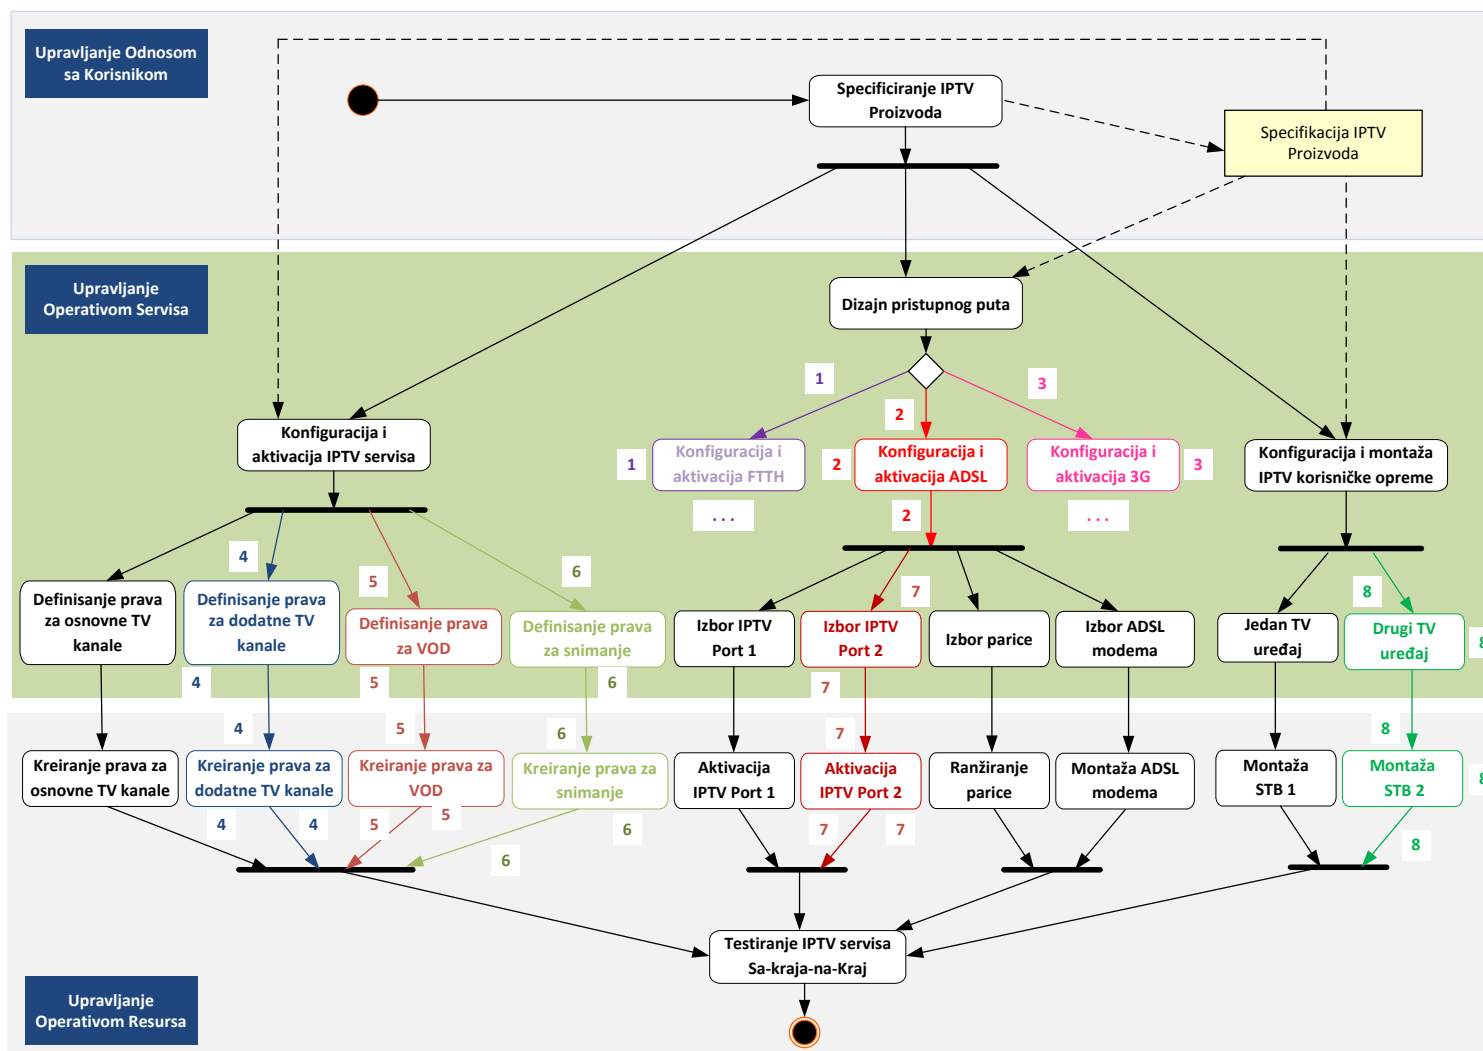 Upravljanje Odnosom
sa Korisnikom
Specificiranje IPTV
Proizvoda
Specifikacija IPTV
Proizvoda
Upravljanje
Operativom Servisa
Dizajn pristupnog puta
1
2
3
Konfiguracija i
aktivacija IPTV servisa
1
Konfiguracija i
aktivacija FTTH
. . .
2
Konfiguracija i
aktivacija ADSL
Konfiguracija i
aktivacija 3G
. . .
3
Konfiguracija i montaža
IPTV korisničke opreme
2
4
5
6
7
8
Definisanje prava
za osnovne TV
kanale
Definisanje prava
za dodatne TV
kanale
Definisanje prava
za VOD
Definisanje prava
za snimanje
Izbor IPTV
Port 1
Izbor IPTV
Port 2
Izbor parice
Izbor ADSL
modema
Jedan TV
uređaj
Drugi TV
uređaj
8
4
5
6
7
4
5
6
7
8
Kreiranje prava za
osnovne TV kanale
Kreiranje prava za
dodatne TV kanale
Kreiranje prava za
VOD
Kreiranje prava za
snimanje
Aktivacija
IPTV Port 1
Aktivacija
IPTV Port 2
Ranžiranje
parice
Montaža ADSL
modema
Montaža
STB 1
Montaža
STB 2
8
4
4
5
5
6
6
7
7
8
Testiranje IPTV servisa
Sa-kraja-na-Kraj
Upravljanje
Operativom Resursa